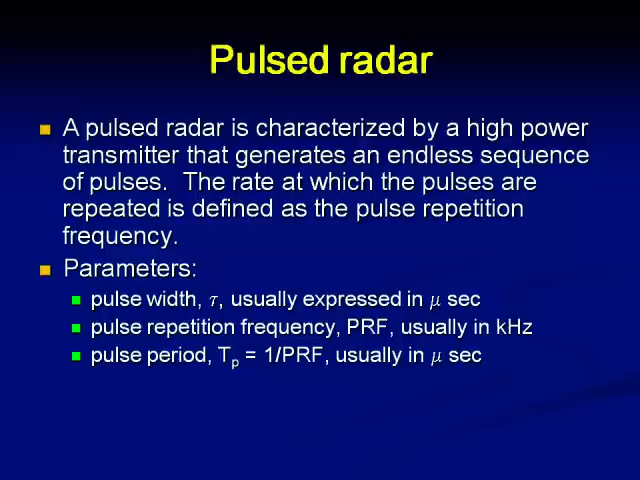 Pulsed radar
A pulsed radar is characterized by a high power
transmitter that generates an endless sequence
of pulses.  The rate at which the pulses are
repeated is defined as the pulse repetition
frequency.
Parameters:
pulse width, τ, usually expressed in μ sec
pulse repetition frequency, PRF, usually in kHz
pulse period, Tp = 1/PRF, usually in μ sec